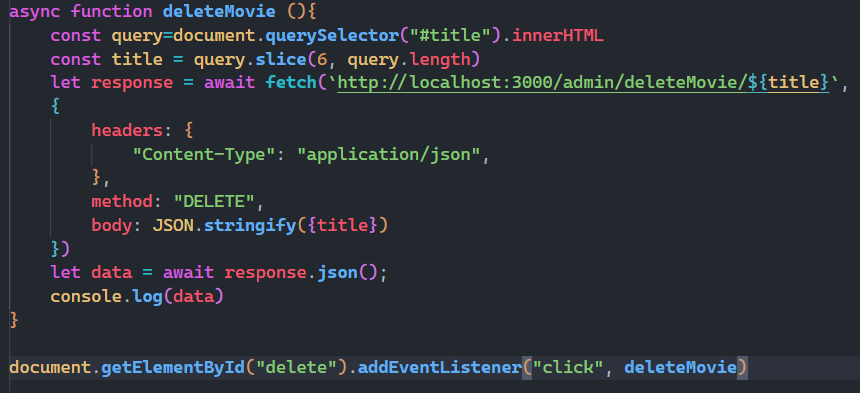 async function deleteMovie (){
    const query=document.querySelector("#title").innerHTML
    const title = query.slice(6, query.length)
    let response = await fetch(`http://localhost:3000/admin/deleteMovie/${title}`,
    {
        headers: {
            "Content-Type": "application/json",
        },
        method: "DELETE",
        body: JSON.stringify({title})
    })
    let data = await response.json();
    console.log(data)
}
document.getElementById("delete").addEventListener("click", deleteMovie)